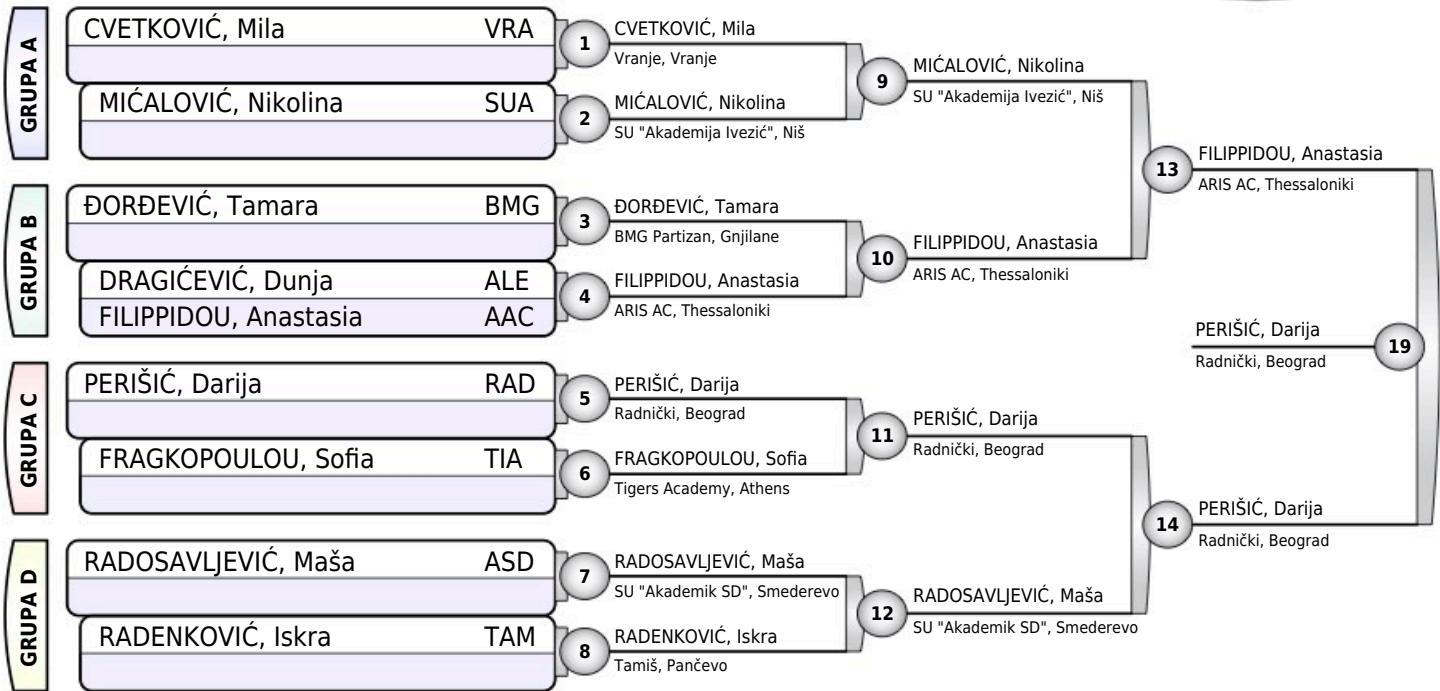 GRUPA A
CVETKOVIĆ, Mila VRA
MIĆALOVIĆ, Nikolina SUA
GRUPA B
ĐORĐEVIĆ, Tamara BMG
DRAGIĆEVIĆ, Dunja ALE
FILIPPIDOU, Anastasia AAC
GRUPA C
PERIŠIĆ, Darija RAD
FRAGKOPOULOU, Sofia TIA
GRUPA D
RADOSAVLJEVIĆ, Maša ASD
RADENKOVIĆ, Iskra TAM
1
CVETKOVIĆ, Mila
Vranje, Vranje
2
MIĆALOVIĆ, Nikolina
SU "Akademija Ivezić", Niš
3
ĐORĐEVIĆ, Tamara
BMG Partizan, Gnjilane
4
FILIPPIDOU, Anastasia
ARIS AC, Thessaloniki
5
PERIŠIĆ, Darija
Radnički, Beograd
6
FRAGKOPOULOU, Sofia
Tigers Academy, Athens
7
RADOSAVLJEVIĆ, Maša
SU "Akademik SD", Smederevo
8
RADENKOVIĆ, Iskra
Tamiš, Pančevo
9
MIĆALOVIĆ, Nikolina
SU "Akademija Ivezić", Niš
10
FILIPPIDOU, Anastasia
ARIS AC, Thessaloniki
11
PERIŠIĆ, Darija
Radnički, Beograd
12
RADOSAVLJEVIĆ, Maša
SU "Akademik SD", Smederevo
13
FILIPPIDOU, Anastasia
ARIS AC, Thessaloniki
14
PERIŠIĆ, Darija
Radnički, Beograd
PERIŠIĆ, Darija
Radnički, Beograd
19